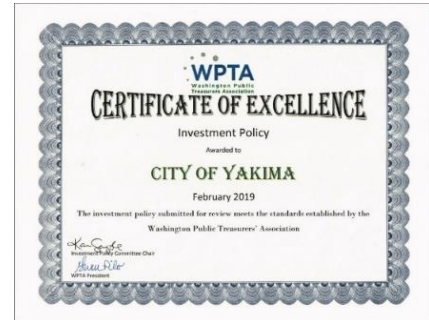 WPTA
Washington Public
Treasurers Association
CERTIFICATE OF EXCELLENCE
Investment Policy
Awarded to
CITY OF YAKIMA
February 2019
The investment policy submitted for review meets the standards established by the
Washington Public Treasurers' Association
Investment Policy Committee Chair
WPTA President